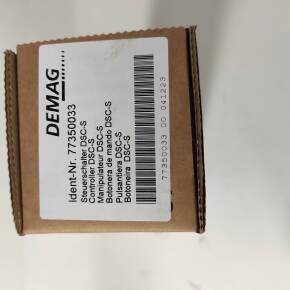 DEMAG
Ident-Nr. 77350033
Steuerschalter DSC-S
Controller DSC-S
Manipulateur DSC-S
Botonera de mando DSC-S
Pulsantiera DSC-S
Botoneira DSC-S
77350033 00 041223